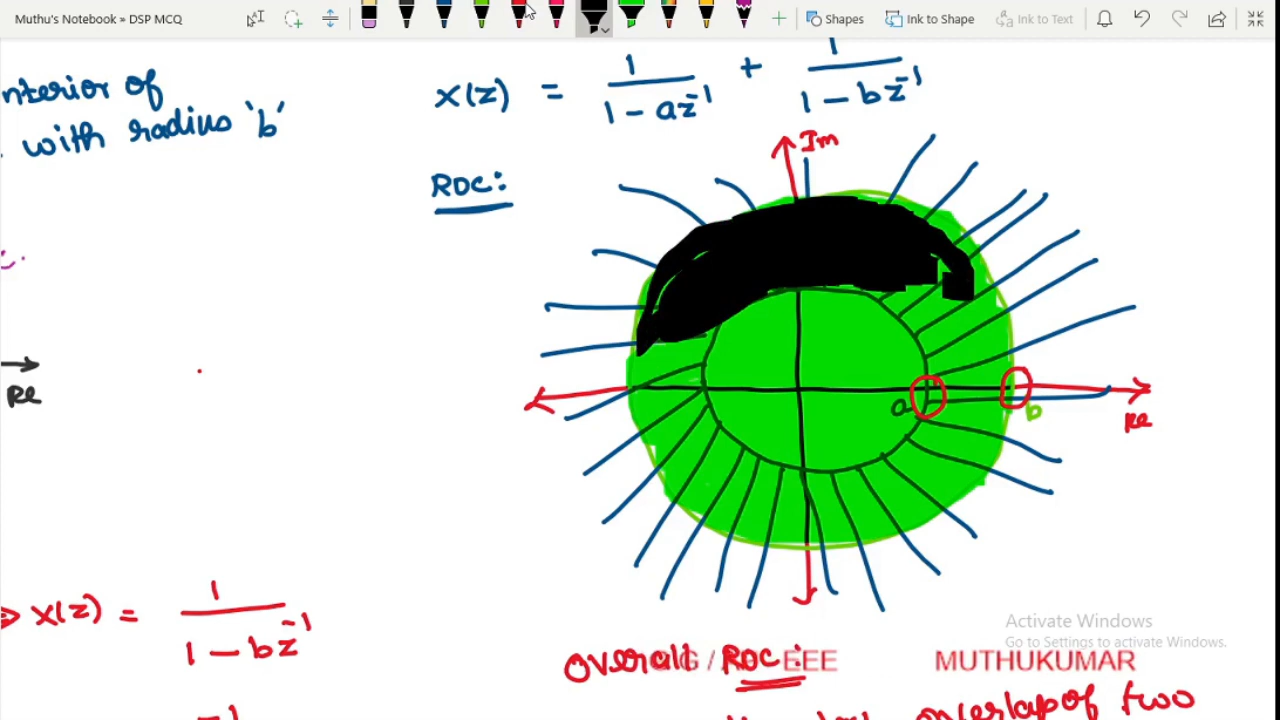 Muthu's Notebook » DSP MCQ
Shapes
Ink to Shape
Ink to Text
nterior of
with radius 'b'
X(z) = 1/(1 - az⁻¹) + 1/(1 - bz⁻¹)
ROC:
Im
c.
Re
a
b
Re
X(z) = 1/(1 - bz⁻¹)
-1
Activate Windows
Go to Settings to activate Windows.
Overall ROC:
EEE
MUTHUKUMAR
overlap of two